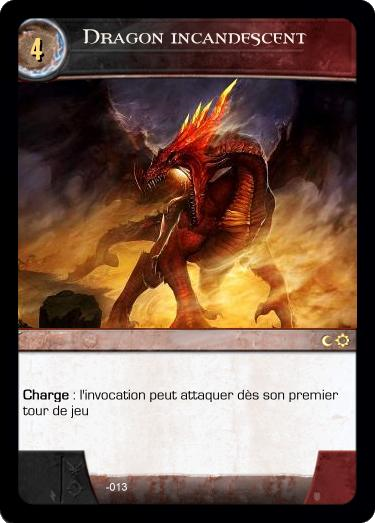 4
Dragon incandescent
Charge : l'invocation peut attaquer dès son premier
tour de jeu
-013